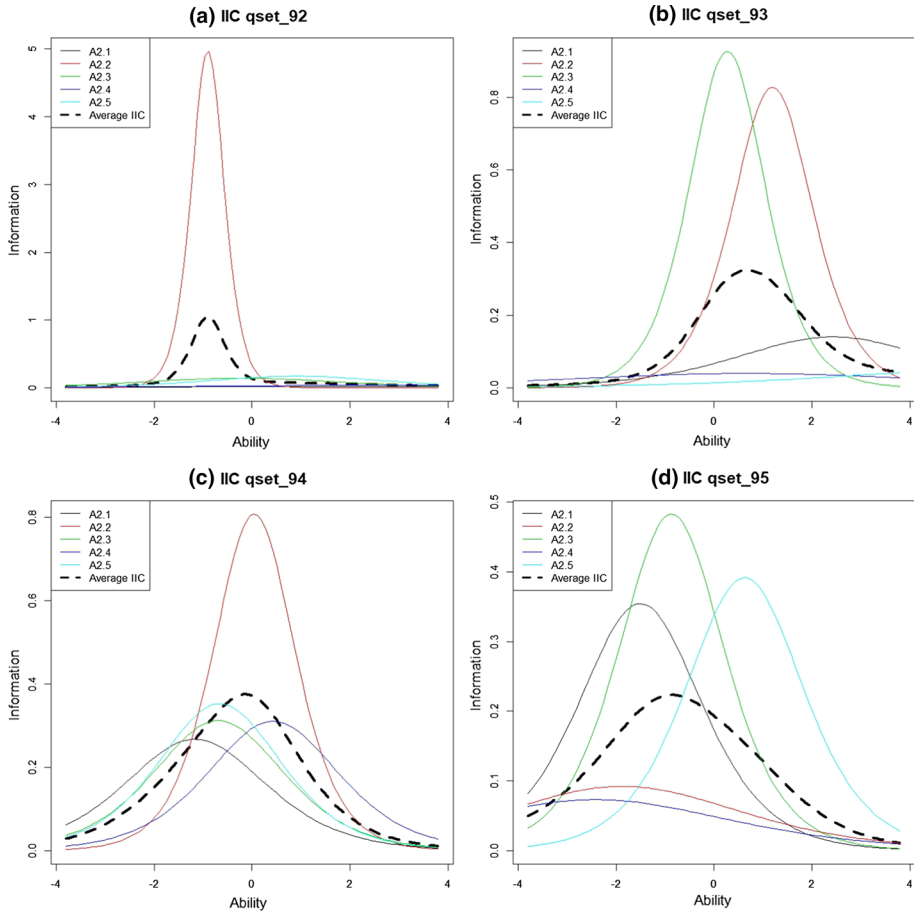 (a) IIC qset_92
A2.1
A2.2
A2.3
A2.4
A2.5
Average IIC
Information
5
4
3
2
1
0
-4
-2
0
2
4
Ability
(b) IIC qset_93
A2.1
A2.2
A2.3
A2.4
A2.5
Average IIC
Information
0.8
0.6
0.4
0.2
0.0
-4
-2
0
2
4
Ability
(c) IIC qset_94
A2.1
A2.2
A2.3
A2.4
A2.5
Average IIC
Information
0.8
0.6
0.4
0.2
0.0
-4
-2
0
2
4
Ability
(d) IIC qset_95
A2.1
A2.2
A2.3
A2.4
A2.5
Average IIC
Information
0.5
0.4
0.3
0.2
0.1
0.0
-4
-2
0
2
4
Ability